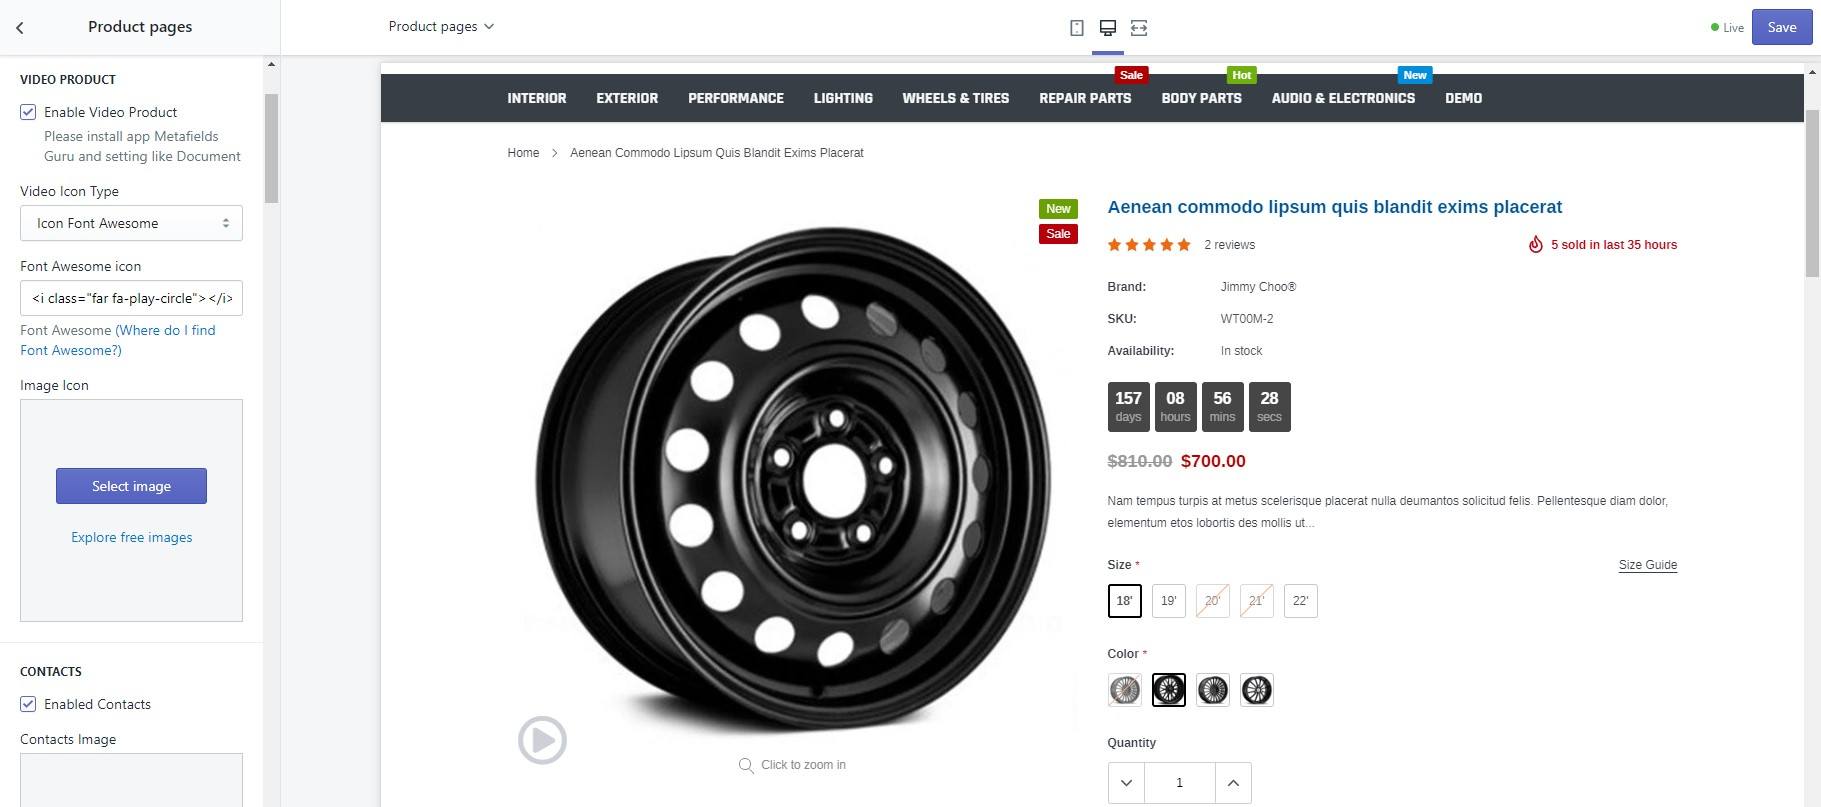 Product pages
Product pages
Live
Save
VIDEO PRODUCT
Enable Video Product
Please install app Metafields
Guru and setting like Document
Video Icon Type
Icon Font Awesome
Font Awesome icon
<i class="far fa-play-circle"></i>
Font Awesome (Where do I find
Font Awesome?)
Image Icon
Select image
Explore free images
CONTACTS
Enabled Contacts
Contacts Image
Sale
Hot
New
INTERIOR
EXTERIOR
PERFORMANCE
LIGHTING
WHEELS & TIRES
REPAIR PARTS
BODY PARTS
AUDIO & ELECTRONICS
DEMO
Home > Aenean Commodo Lipsum Quis Blandit Exims Placerat
New
Sale
Click to zoom in
Aenean commodo lipsum quis blandit exims placerat
2 reviews
5 sold in last 35 hours
Brand: Jimmy Choo®
SKU: WT00M-2
Availability: In stock
157 08 56 28
days hours mins secs
$810.00 $700.00
Nam tempus turpis at metus scelerisque placerat nulla deumantos solicitud felis. Pellentesque diam dolor,
elementum etos lobortis des mollis ut...
Size *
Size Guide
18' 19' 20' 21' 22'
Color *
Quantity
1